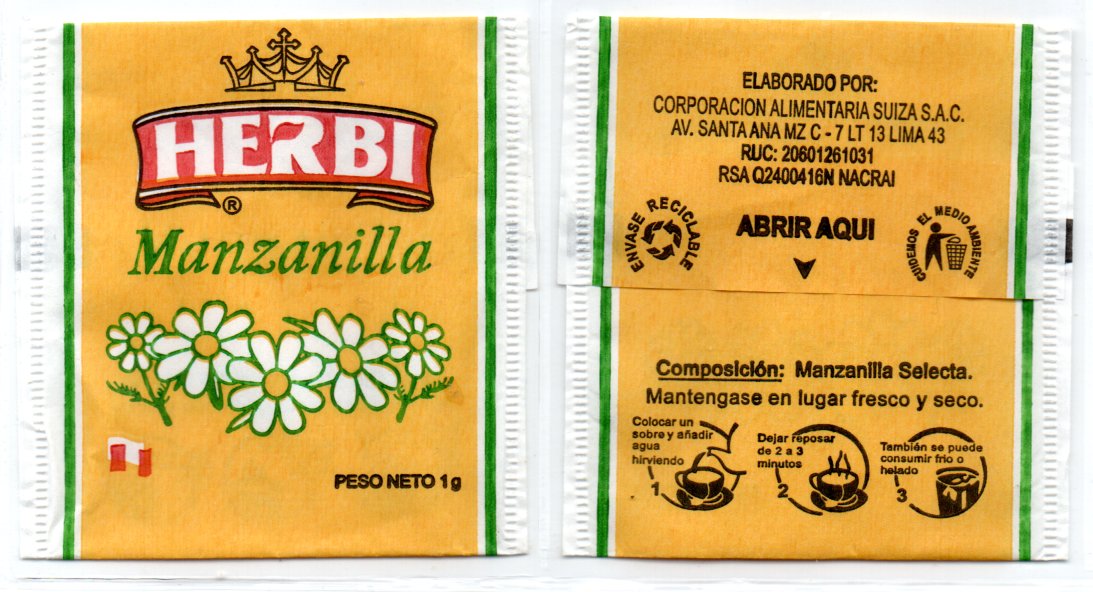 HERBI
®
Manzanilla
PESO NETO 1g
ELABORADO POR:
CORPORACION ALIMENTARIA SUIZA S.A.C.
AV. SANTA ANA MZ C - 7 LT 13 LIMA 43
RUC: 20601261031
RSA Q2400416N NACRAI
ENVASE RECICLABLE
ABRIR AQUI
CUIDEMOS EL MEDIO AMBIENTE
Composición: Manzanilla Selecta.
Mantengase en lugar fresco y seco.
Colocar un
sobre y añadir
agua
hirviendo
1
Dejar reposar
de 2 a 3
minutos
2
También se puede
consumir frío o
helado
3